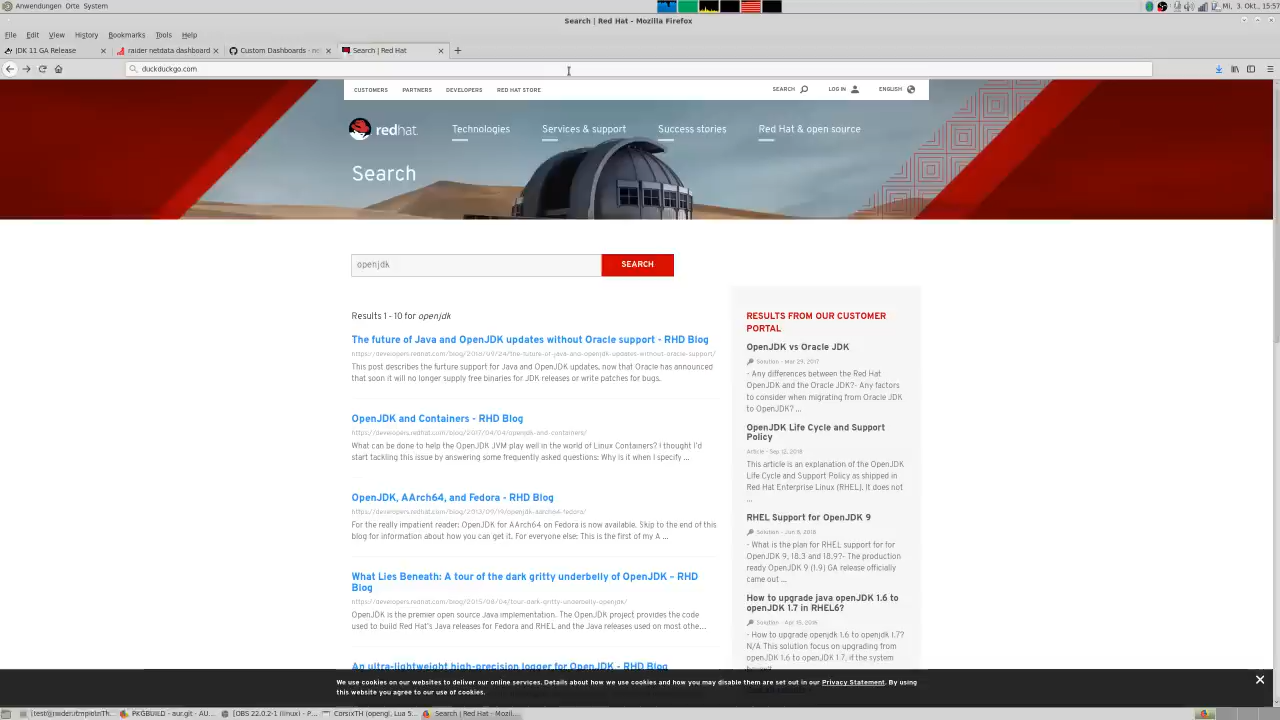 Anwendungen Orte System
Mi, 3. Okt, 15:57
Search | Red Hat - Mozilla Firefox
File Edit View History Bookmarks Tools Help
JDK 11 GA Release
raider netdata dashboard
Custom Dashboards - ne
Search | Red Hat
duckduckgo.com
CUSTOMERS PARTNERS DEVELOPERS RED HAT STORE
SEARCH LOG IN ENGLISH
redhat.
Technologies Services & support Success stories Red Hat & open source
Search
openjdk SEARCH
Results 1 - 10 for openjdk
The future of Java and OpenJDK updates without Oracle support - RHD Blog
https://developers.redhat.com/blog/2018/09/24/the-future-of-java-and-openjdk-updates-without-oracle-support/
This post describes the furture support for Java and OpenJDK updates, now that Oracle has announced
that soon it will no longer supply free binaries for JDK releases or write patches for bugs.
OpenJDK and Containers - RHD Blog
https://developers.redhat.com/blog/2017/04/04/openjdk-and-containers/
What can be done to help the OpenJDK JVM play well in the world of Linux Containers? I thought I'd
start tackling this issue by answering some frequently asked questions: Why is it when I specify ...
OpenJDK, AArch64, and Fedora - RHD Blog
https://developers.redhat.com/blog/2013/09/19/openjdk-aarch64-fedora/
For the really impatient reader: OpenJDK for AArch64 on Fedora is now available. Skip to the end of this
blog for information about how you can get it. For everyone else: This is the first of my A ...
What Lies Beneath: A tour of the dark gritty underbelly of OpenJDK – RHD
Blog
https://developers.redhat.com/blog/2015/08/04/tour-dark-gritty-underbelly-openjdk/
OpenJDK is the premier open source Java implementation. The OpenJDK project provides the code
used to build Red Hat's Java releases for Fedora and RHEL and the Java releases used on most othe...
An ultra-lightweight high-precision logger for OpenJDK - RHD Blog
RESULTS FROM OUR CUSTOMER
PORTAL
OpenJDK vs Oracle JDK
Solution - Mar 29, 2017
- Any differences between the Red Hat
OpenJDK and the Oracle JDK?- Any factors
to consider when migrating from Oracle JDK
to OpenJDK? ...
OpenJDK Life Cycle and Support
Policy
Article - Sep 12, 2018
This article is an explanation of the OpenJDK
Life Cycle and Support Policy as shipped in
Red Hat Enterprise Linux (RHEL). It does not
...
RHEL Support for OpenJDK 9
Solution - Jun 8, 2018
- What is the plan for RHEL support for for
OpenJDK 9, 18.3 and 18.9?- The production
ready OpenJDK 9 (1.9) GA release officially
came out ...
How to upgrade java openJDK 1.6 to
openJDK 1.7 in RHEL6?
Solution - Apr
- How to upgrade openjdk 1.6 to openjdk 1.7?
N/A This solution focus on upgrading from
openJDK 1.6 to openJDK 1.7, if the system
We use cookies on our websites to deliver our online services. Details about how we use cookies and how you may disable them are set out in our Privacy Statement. By using
this website you agree to our use of cookies.
PKGBUILD - aur.git - AU...
[OBS 22.0.2-1 (linux) - P...
CorsixTH (opengl, Lua 5...
Search | Red Hat - Mozil...